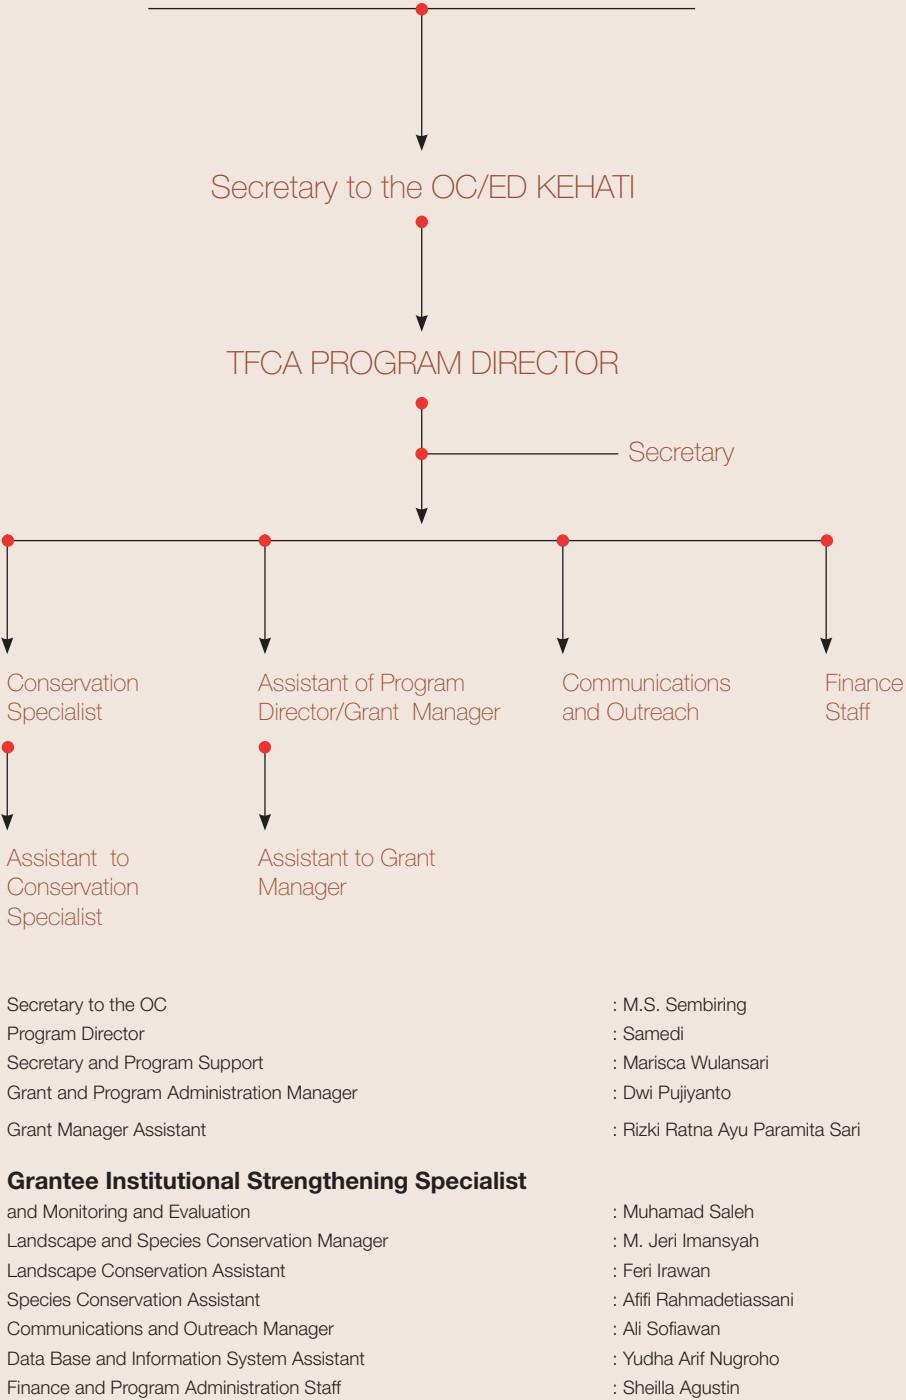 Secretary to the OC/ED KEHATI
TFCA PROGRAM DIRECTOR
Secretary
Conservation
Specialist
Assistant of Program
Director/Grant Manager
Communications
and Outreach
Finance
Staff
Assistant to
Conservation
Specialist
Assistant to Grant
Manager
Secretary to the OC : M.S. Sembiring
Program Director : Samedi
Secretary and Program Support : Marisca Wulansari
Grant and Program Administration Manager : Dwi Pujiyanto
Grant Manager Assistant : Rizki Ratna Ayu Paramita Sari
Grantee Institutional Strengthening Specialist
and Monitoring and Evaluation : Muhamad Saleh
Landscape and Species Conservation Manager : M. Jeri Imansyah
Landscape Conservation Assistant : Feri Irawan
Species Conservation Assistant : Afifi Rahmadetiassani
Communications and Outreach Manager : Ali Sofiawan
Data Base and Information System Assistant : Yudha Arif Nugroho
Finance and Program Administration Staff : Sheilla Agustin